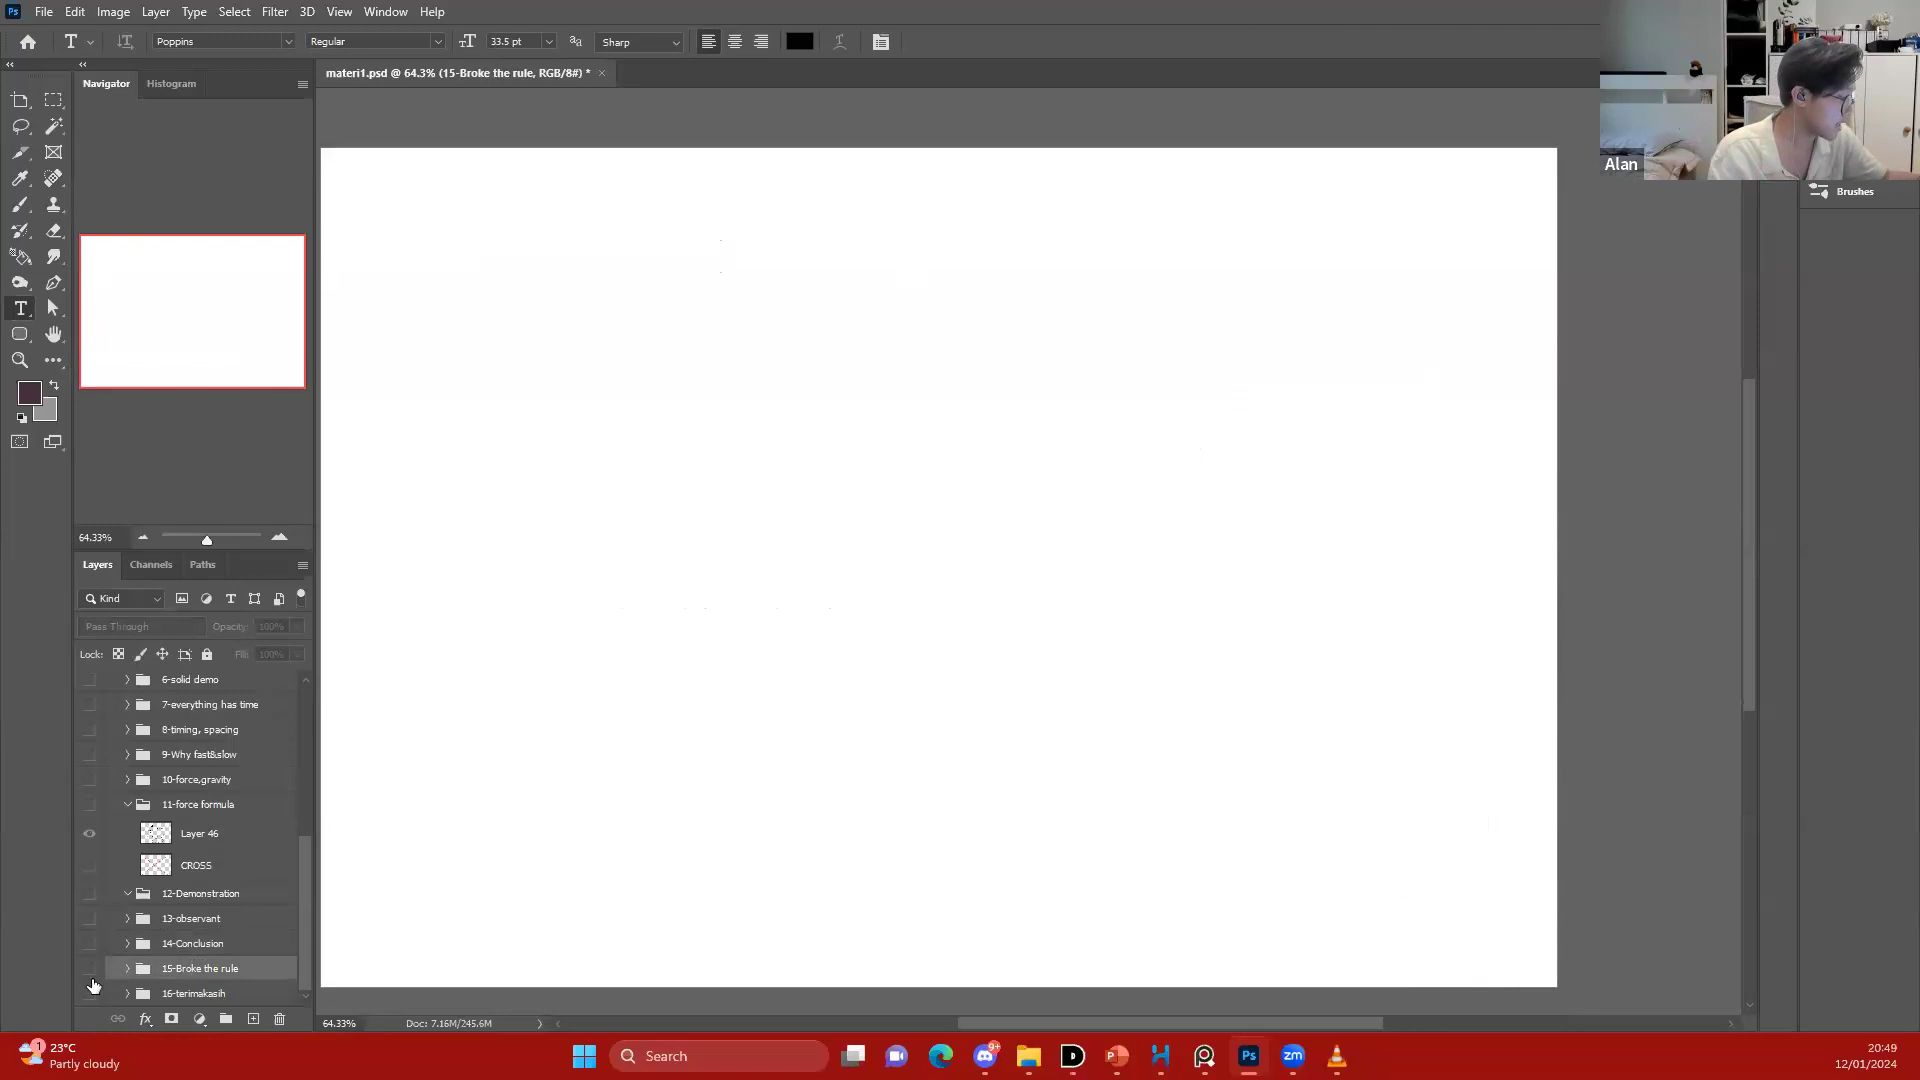 Ps File Edit Image Layer Type Select Filter 3D View Window Help
Poppins Regular 33.5 pt Sharp
Navigator Histogram
materi1.psd @ 64.3% (15-Broke the rule, RGB/8#) *
Alan
Brushes
64.33%
Layers Channels Paths
Kind
Pass Through Opacity: 100%
Lock: Fill: 100%
6-solid demo
7-everything has time
8-timing, spacing
9-Why fast&slow
10-force,gravity
11-force formula
Layer 46
CROSS
12-Demonstration
13-observant
14-Conclusion
15-Broke the rule
16-terimakasih
fx
64.33% Doc: 7.16M/245.6M
1
23°C
Partly cloudy
Search
9+
D
P
Ps
zm
20:49
12/01/2024